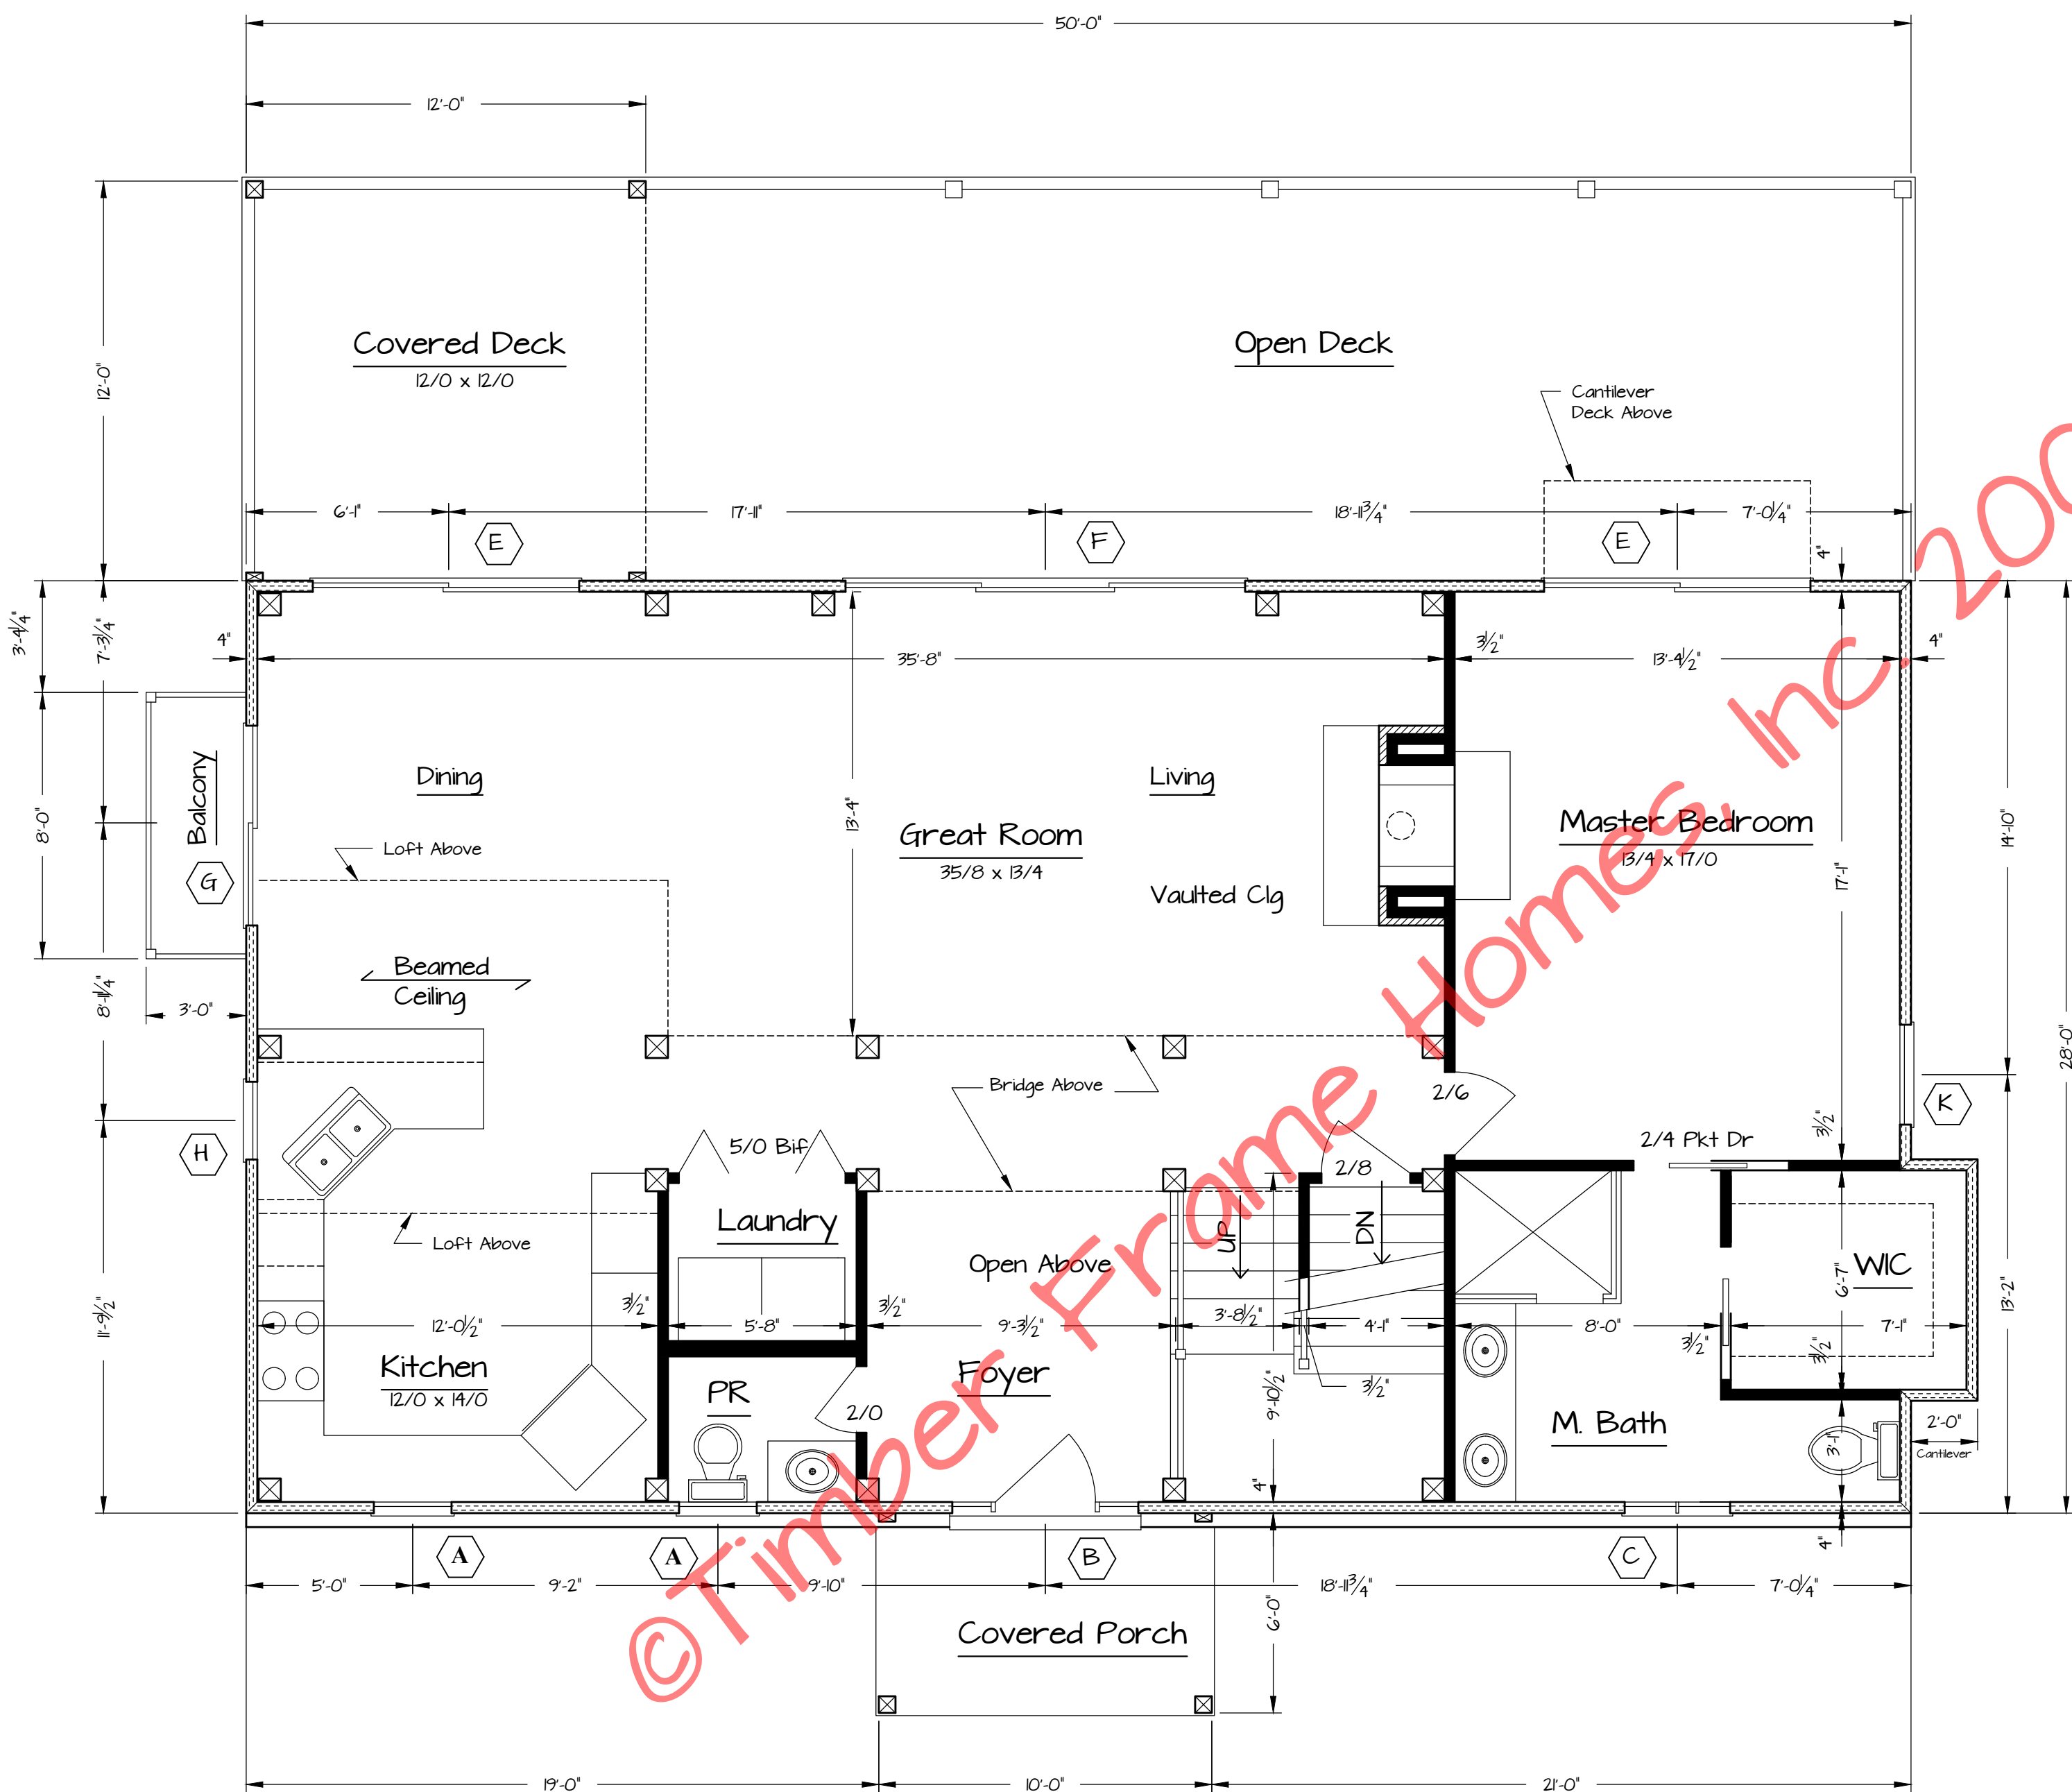 50'-0"
12'-0"
12'-0"
Covered Deck
12/0 x 12/0
Open Deck
Cantilever
Deck Above
6'-1"
17'-11"
18'-11 3/4"
7'-0 1/4"
E
F
E
4"
3'-4 1/4"
7'-3 1/4"
4"
35'-8"
3 1/2"
13'-4 1/2"
4"
Balcony
8'-0"
G
Dining
Loft Above
13'-4"
Living
Great Room
35/8 x 13/4
Vaulted Clg
Master Bedroom
13/4 x 17/0
17'-1"
14'-10"
28'-0"
Beamed
Ceiling
8'-11 1/4"
3'-0"
Bridge Above
2/6
K
H
5/0 Bif
2/8
2/4 Pkt Dr
3 1/2"
Laundry
Loft Above
Open Above
UP
DN
WIC
6'-7"
13'-2"
11'-9 1/2"
3 1/2"
3 1/2"
12'-0 1/2"
5'-8"
9'-3 1/2"
3'-8 1/2"
4'-1"
8'-0"
3 1/2"
3 1/2"
7'-1"
Kitchen
12/0 x 14/0
PR
Foyer
2/0
9'-10 1/2"
3 1/2"
M. Bath
3'-1"
2'-0"
Cantilever
4"
4"
A
A
B
C
5'-0"
9'-2"
9'-10"
18'-11 3/4"
7'-0 1/4"
6'-0"
Covered Porch
19'-0"
10'-0"
21'-0"
©Timber Frame Homes, Inc. 200